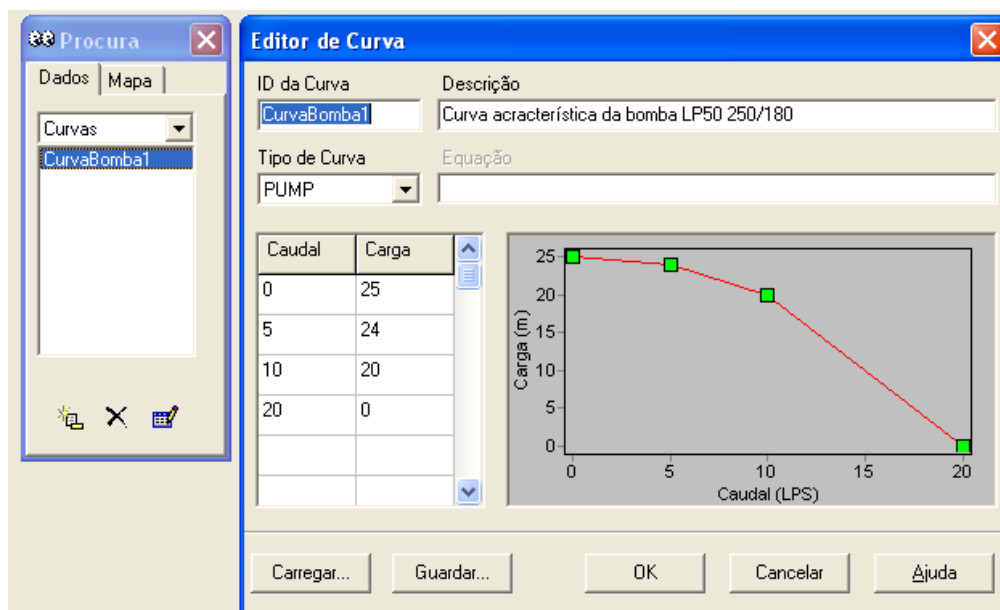 Procura
Dados Mapa
Curvas
CurvaBomba1
Editor de Curva
ID da Curva Descrição
CurvaBomba1 Curva acracterística da bomba LP50 250/180
Tipo de Curva Equação
PUMP
Caudal Carga
0 25
5 24
10 20
20 0
Carga (m)
25
20
15
10
5
0
0 5 10 15 20
Caudal (LPS)
Carregar... Guardar... OK Cancelar Ajuda